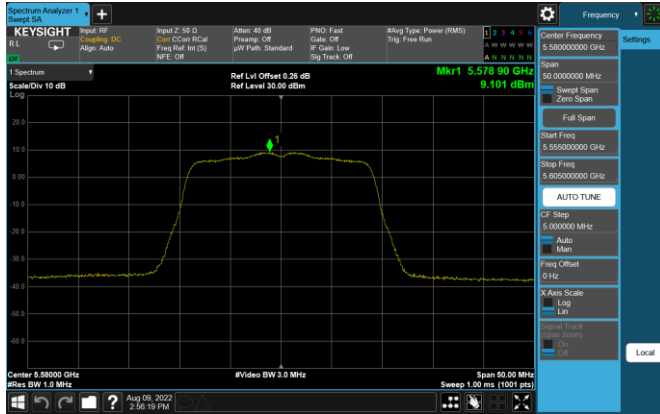 Spectrum Analyzer 1
Swept SA
+
Frequency
KEYSIGHT
RL
Input: RF
Coupling: DC
Align: Auto
Input Z: 50 Ω
Corr CCorr RCal
Freq Ref: Int (S)
NFE: Off
Atten: 40 dB
Preamp: Off
µW Path: Standard
PNO: Fast
Gate: Off
IF Gain: Low
Sig Track: Off
#Avg Type: Power (RMS)
Trig: Free Run
1 2 3 4 5 6
A W W W W W
A N N N N N
1 Spectrum
Scale/Div 10 dB
Log
Ref Lvl Offset 0.26 dB
Ref Level 30.00 dBm
Mkr1 5.578 90 GHz
9.101 dBm
1
20.0
10.0
0.00
-10.0
-20.0
-30.0
-40.0
-50.0
-60.0
Center 5.58000 GHz
#Res BW 1.0 MHz
#Video BW 3.0 MHz
Span 50.00 MHz
Sweep 1.00 ms (1001 pts)
Aug 09, 2022
2:56:19 PM
?
Center Frequency
5.580000000 GHz
Span
50.0000000 MHz
Swept Span
Zero Span
Full Span
Start Freq
5.555000000 GHz
Stop Freq
5.605000000 GHz
AUTO TUNE
CF Step
5.000000 MHz
Auto
Man
Freq Offset
0 Hz
X Axis Scale
Log
Lin
Signal Track
(Span Zoom)
On
Off
Settings
Local